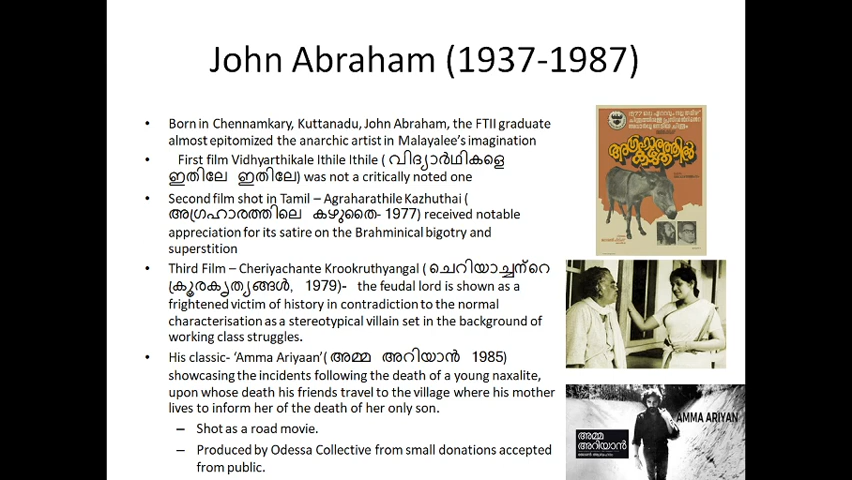 John Abraham (1937-1987)
• Born in Chennamkary, Kuttanadu, John Abraham, the FTII graduate
almost epitomized the anarchic artist in Malayalee's imagination
• First film Vidhyarthikale Ithile Ithile ( വിദ്യാർഥികളെ
ഇതിലേ ഇതിലേ) was not a critically noted one
• Second film shot in Tamil – Agraharathile Kazhuthai (
അഗ്രഹാരത്തിലെ കഴുതൈ- 1977) received notable
appreciation for its satire on the Brahminical bigotry and
superstition
• Third Film – Cheriyachante Krookruthyangal ( ചെറിയാച്ചന്റെ
ക്രൂരകൃത്യങ്ങൾ, 1979)- the feudal lord is shown as a
frightened victim of history in contradiction to the normal
characterisation as a stereotypical villain set in the background of
working class struggles.
• His classic- 'Amma Ariyaan'( അമ്മ അറിയാൻ 1985)
showcasing the incidents following the death of a young naxalite,
upon whose death his friends travel to the village where his mother
lives to inform her of the death of her only son.
– Shot as a road movie.
– Produced by Odessa Collective from small donations accepted
from public.
AMMA ARIYAN
അമ്മ
അറിയാൻ